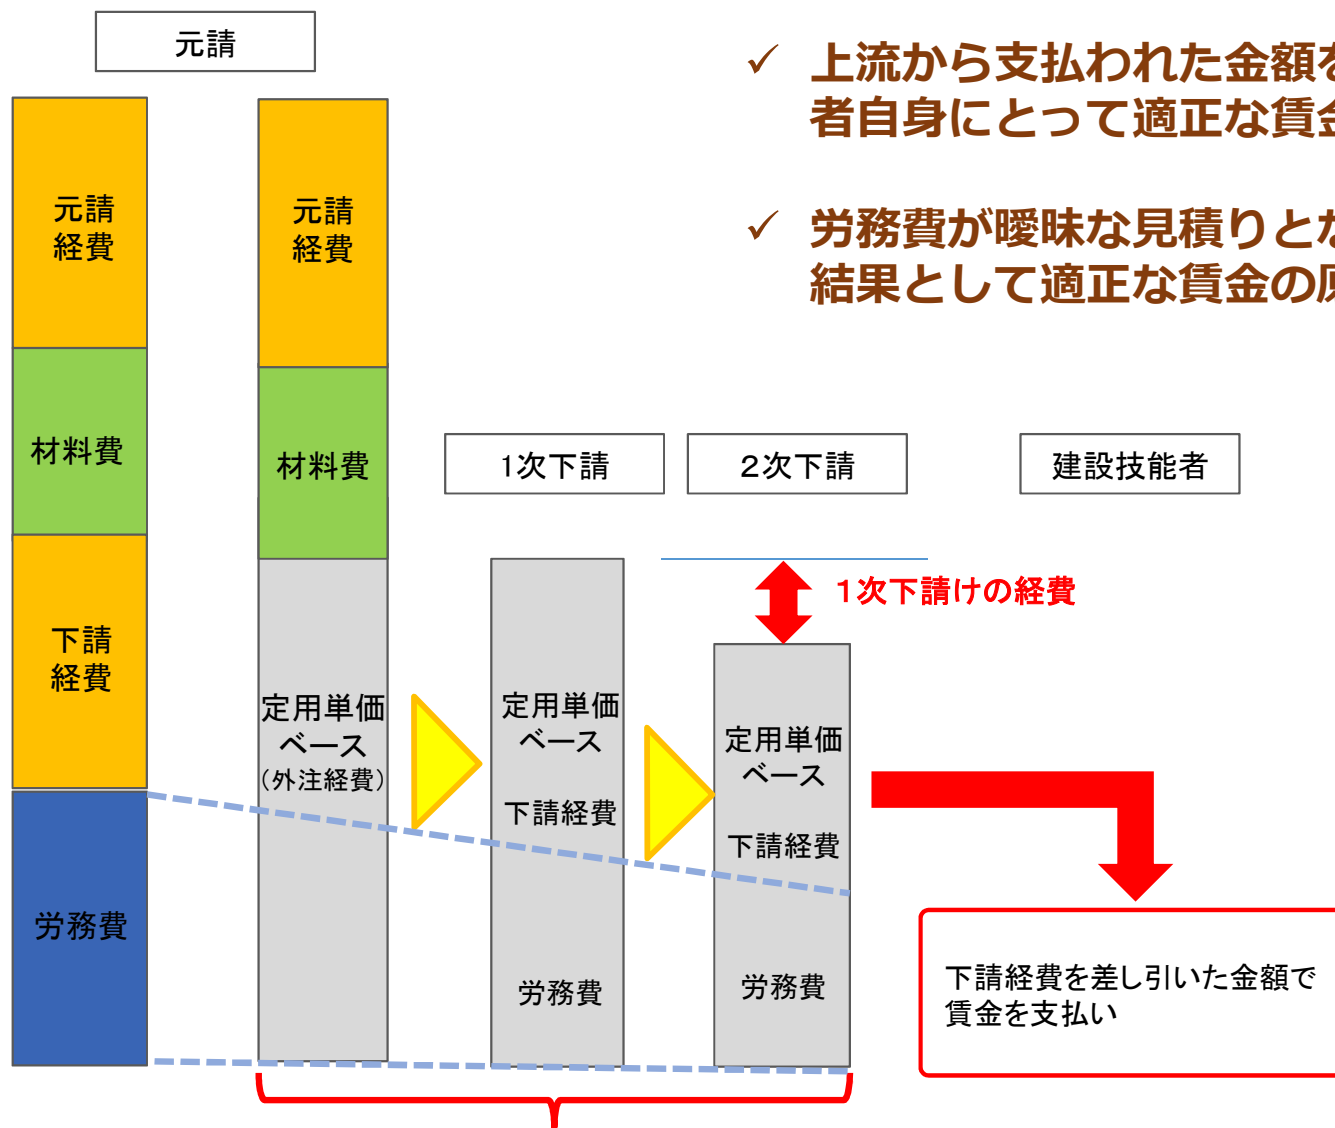 元請
上流から支払われた金額を
者自身にとって適正な賃金
労務費が曖昧な見積りとな
結果として適正な賃金の原
元請
経費
材料費
下請
経費
労務費
元請
経費
材料費
定用単価
ベース
（外注経費）
1次下請
定用単価
ベース
下請経費
労務費
2次下請
1次下請けの経費
定用単価
ベース
下請経費
労務費
建設技能者
下請経費を差し引いた金額で
賃金を支払い